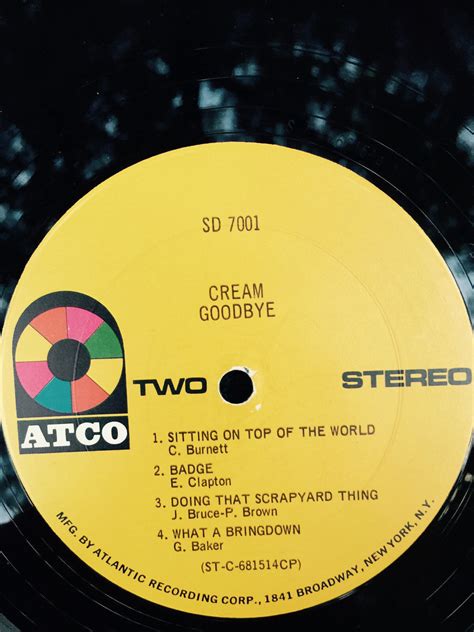 SD 7001
CREAM
GOODBYE
ATCO
TWO
STEREO
1. SITTING ON TOP OF THE WORLD
C. Burnett
2. BADGE
E. Clapton
3. DOING THAT SCRAPYARD THING
J. Bruce-P. Brown
4. WHAT A BRINGDOWN
G. Baker
(ST-C-681514CP)
MFG. BY ATLANTIC RECORDING CORP., 1841 BROADWAY, NEW YORK, N.Y.